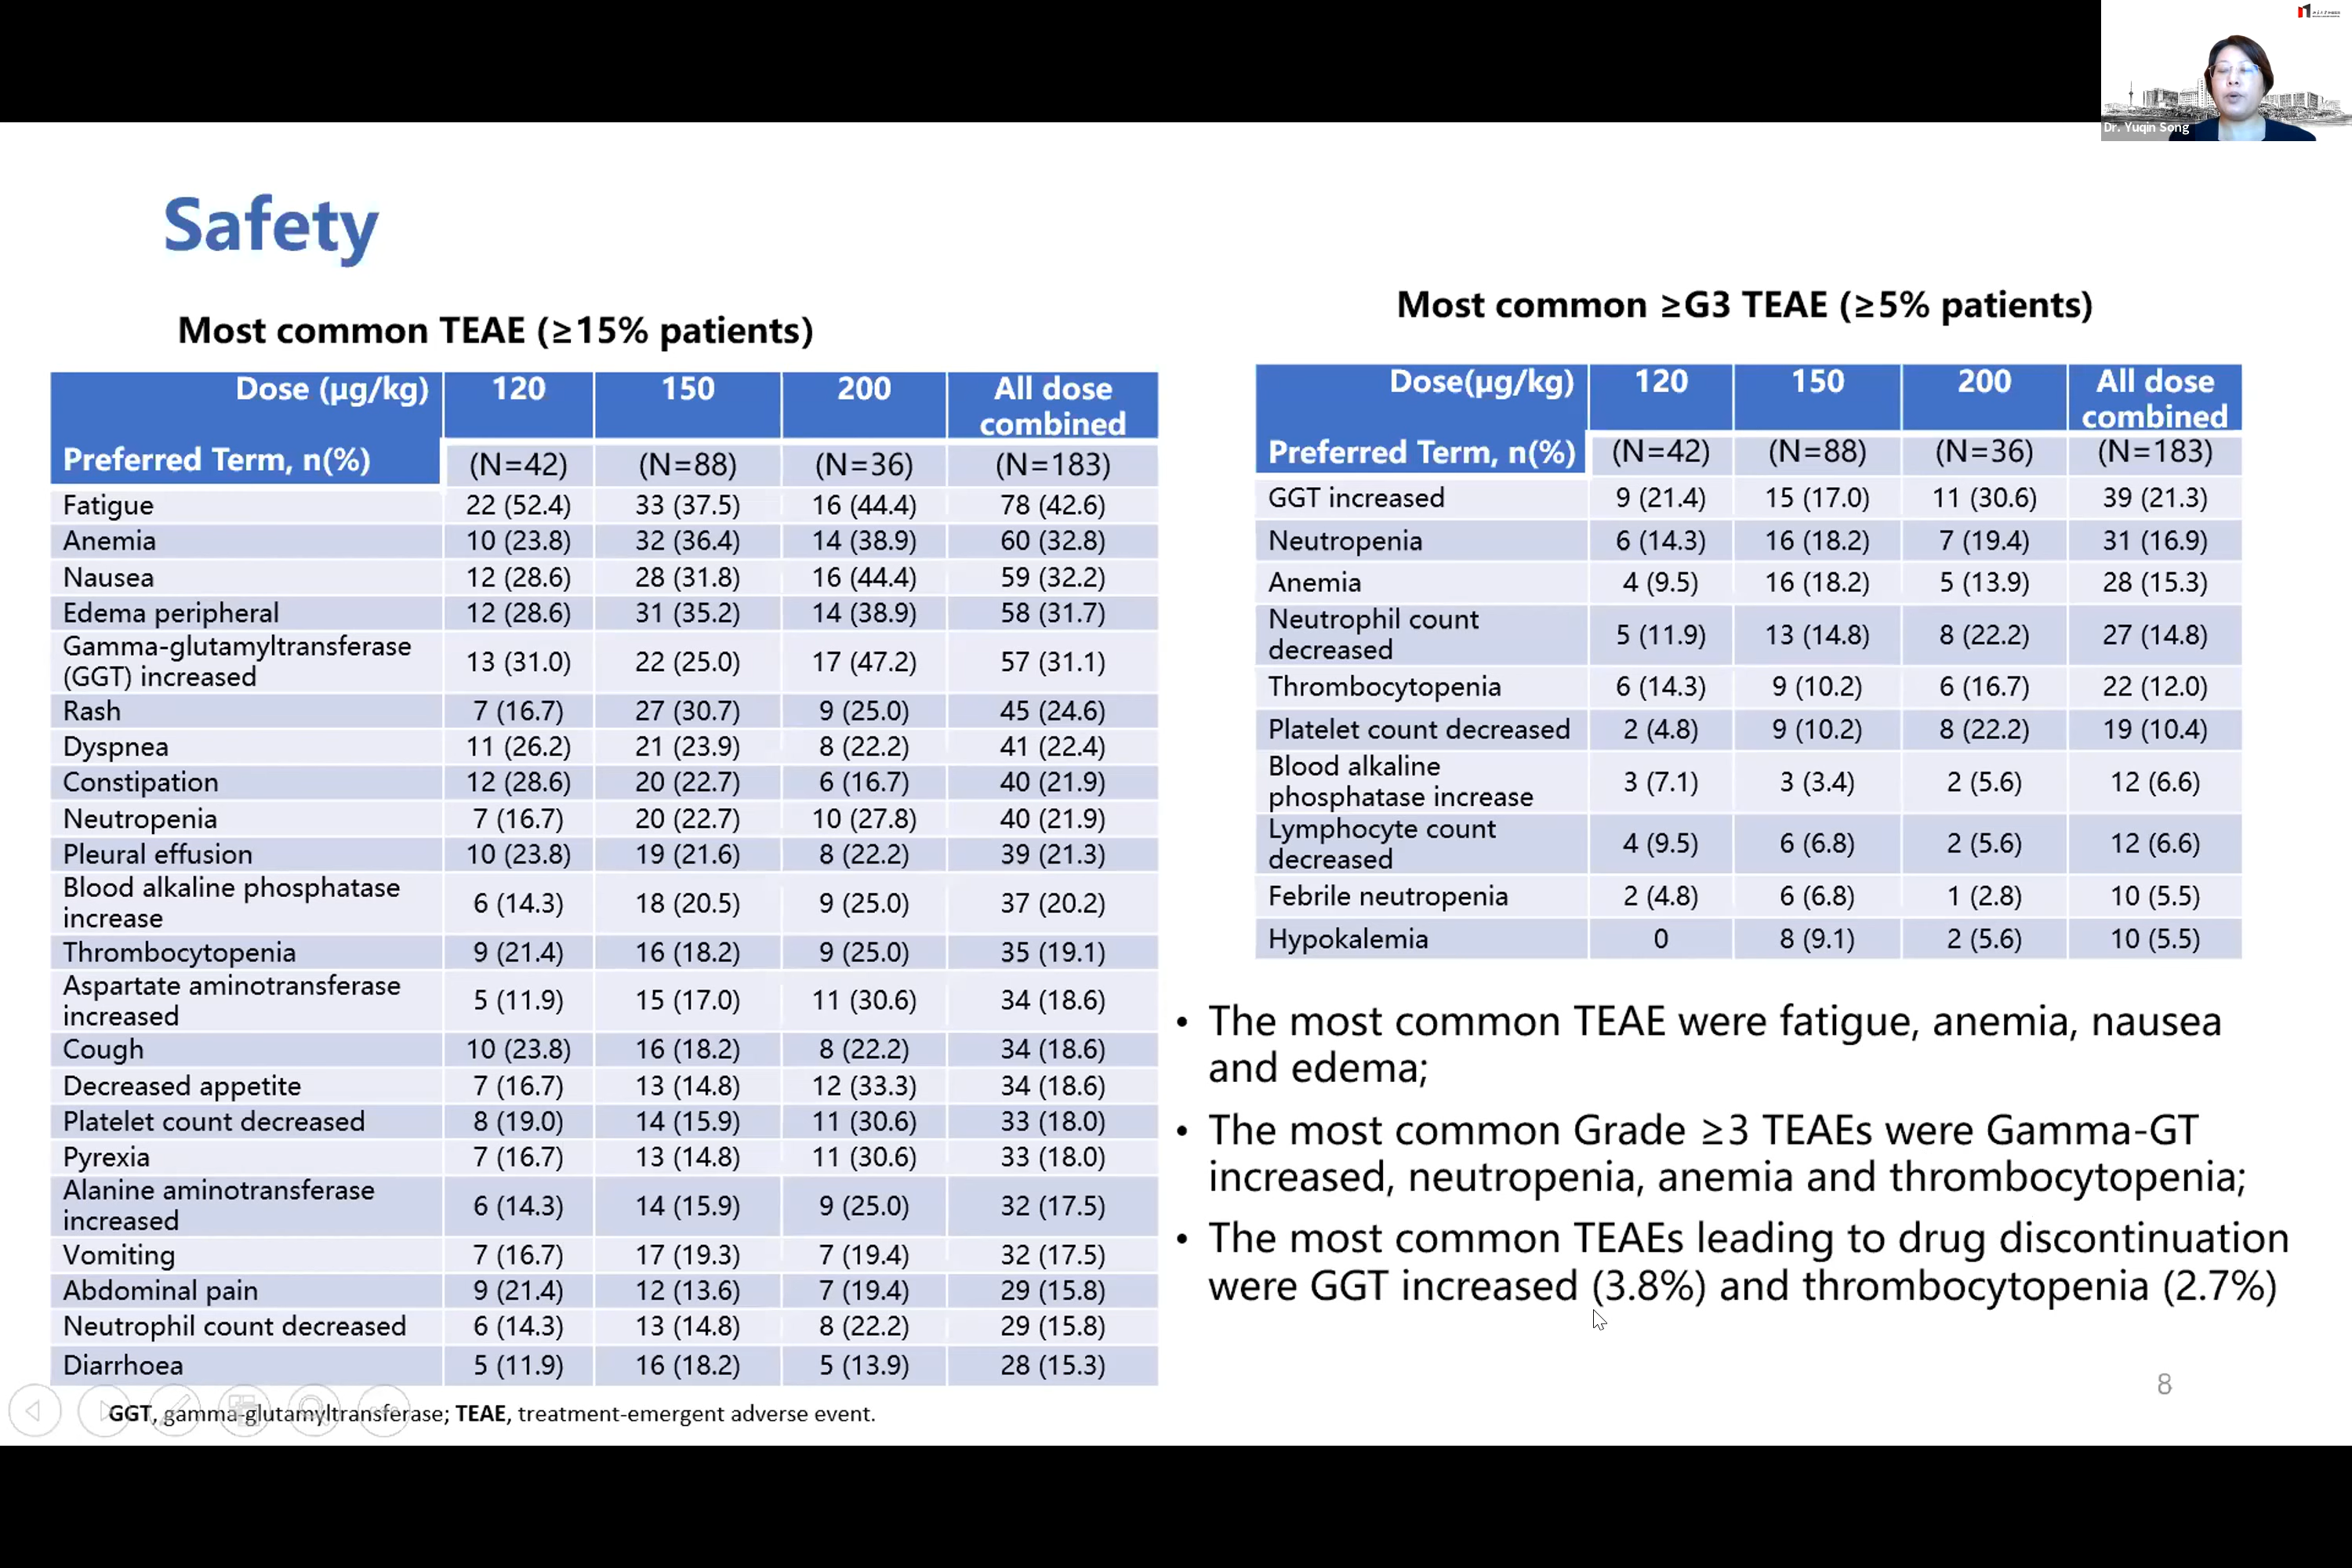 Dr. Yuqin Song
Safety
Most common TEAE (≥15% patients)
Dose (µg/kg) 120 150 200 All dose
combined
Preferred Term, n(%) (N=42) (N=88) (N=36) (N=183)
Fatigue 22 (52.4) 33 (37.5) 16 (44.4) 78 (42.6)
Anemia 10 (23.8) 32 (36.4) 14 (38.9) 60 (32.8)
Nausea 12 (28.6) 28 (31.8) 16 (44.4) 59 (32.2)
Edema peripheral 12 (28.6) 31 (35.2) 14 (38.9) 58 (31.7)
Gamma-glutamyltransferase
(GGT) increased 13 (31.0) 22 (25.0) 17 (47.2) 57 (31.1)
Rash 7 (16.7) 27 (30.7) 9 (25.0) 45 (24.6)
Dyspnea 11 (26.2) 21 (23.9) 8 (22.2) 41 (22.4)
Constipation 12 (28.6) 20 (22.7) 6 (16.7) 40 (21.9)
Neutropenia 7 (16.7) 20 (22.7) 10 (27.8) 40 (21.9)
Pleural effusion 10 (23.8) 19 (21.6) 8 (22.2) 39 (21.3)
Blood alkaline phosphatase
increase 6 (14.3) 18 (20.5) 9 (25.0) 37 (20.2)
Thrombocytopenia 9 (21.4) 16 (18.2) 9 (25.0) 35 (19.1)
Aspartate aminotransferase
increased 5 (11.9) 15 (17.0) 11 (30.6) 34 (18.6)
Cough 10 (23.8) 16 (18.2) 8 (22.2) 34 (18.6)
Decreased appetite 7 (16.7) 13 (14.8) 12 (33.3) 34 (18.6)
Platelet count decreased 8 (19.0) 14 (15.9) 11 (30.6) 33 (18.0)
Pyrexia 7 (16.7) 13 (14.8) 11 (30.6) 33 (18.0)
Alanine aminotransferase
increased 6 (14.3) 14 (15.9) 9 (25.0) 32 (17.5)
Vomiting 7 (16.7) 17 (19.3) 7 (19.4) 32 (17.5)
Abdominal pain 9 (21.4) 12 (13.6) 7 (19.4) 29 (15.8)
Neutrophil count decreased 6 (14.3) 13 (14.8) 8 (22.2) 29 (15.8)
Diarrhoea 5 (11.9) 16 (18.2) 5 (13.9) 28 (15.3)
GGT, gamma-glutamyltransferase; TEAE, treatment-emergent adverse event.
Most common ≥G3 TEAE (≥5% patients)
Dose(µg/kg) 120 150 200 All dose
combined
Preferred Term, n(%) (N=42) (N=88) (N=36) (N=183)
GGT increased 9 (21.4) 15 (17.0) 11 (30.6) 39 (21.3)
Neutropenia 6 (14.3) 16 (18.2) 7 (19.4) 31 (16.9)
Anemia 4 (9.5) 16 (18.2) 5 (13.9) 28 (15.3)
Neutrophil count
decreased 5 (11.9) 13 (14.8) 8 (22.2) 27 (14.8)
Thrombocytopenia 6 (14.3) 9 (10.2) 6 (16.7) 22 (12.0)
Platelet count decreased 2 (4.8) 9 (10.2) 8 (22.2) 19 (10.4)
Blood alkaline
phosphatase increase 3 (7.1) 3 (3.4) 2 (5.6) 12 (6.6)
Lymphocyte count
decreased 4 (9.5) 6 (6.8) 2 (5.6) 12 (6.6)
Febrile neutropenia 2 (4.8) 6 (6.8) 1 (2.8) 10 (5.5)
Hypokalemia 0 8 (9.1) 2 (5.6) 10 (5.5)
• The most common TEAE were fatigue, anemia, nausea
and edema;
• The most common Grade ≥3 TEAEs were Gamma-GT
increased, neutropenia, anemia and thrombocytopenia;
• The most common TEAEs leading to drug discontinuation
were GGT increased (3.8%) and thrombocytopenia (2.7%)
8